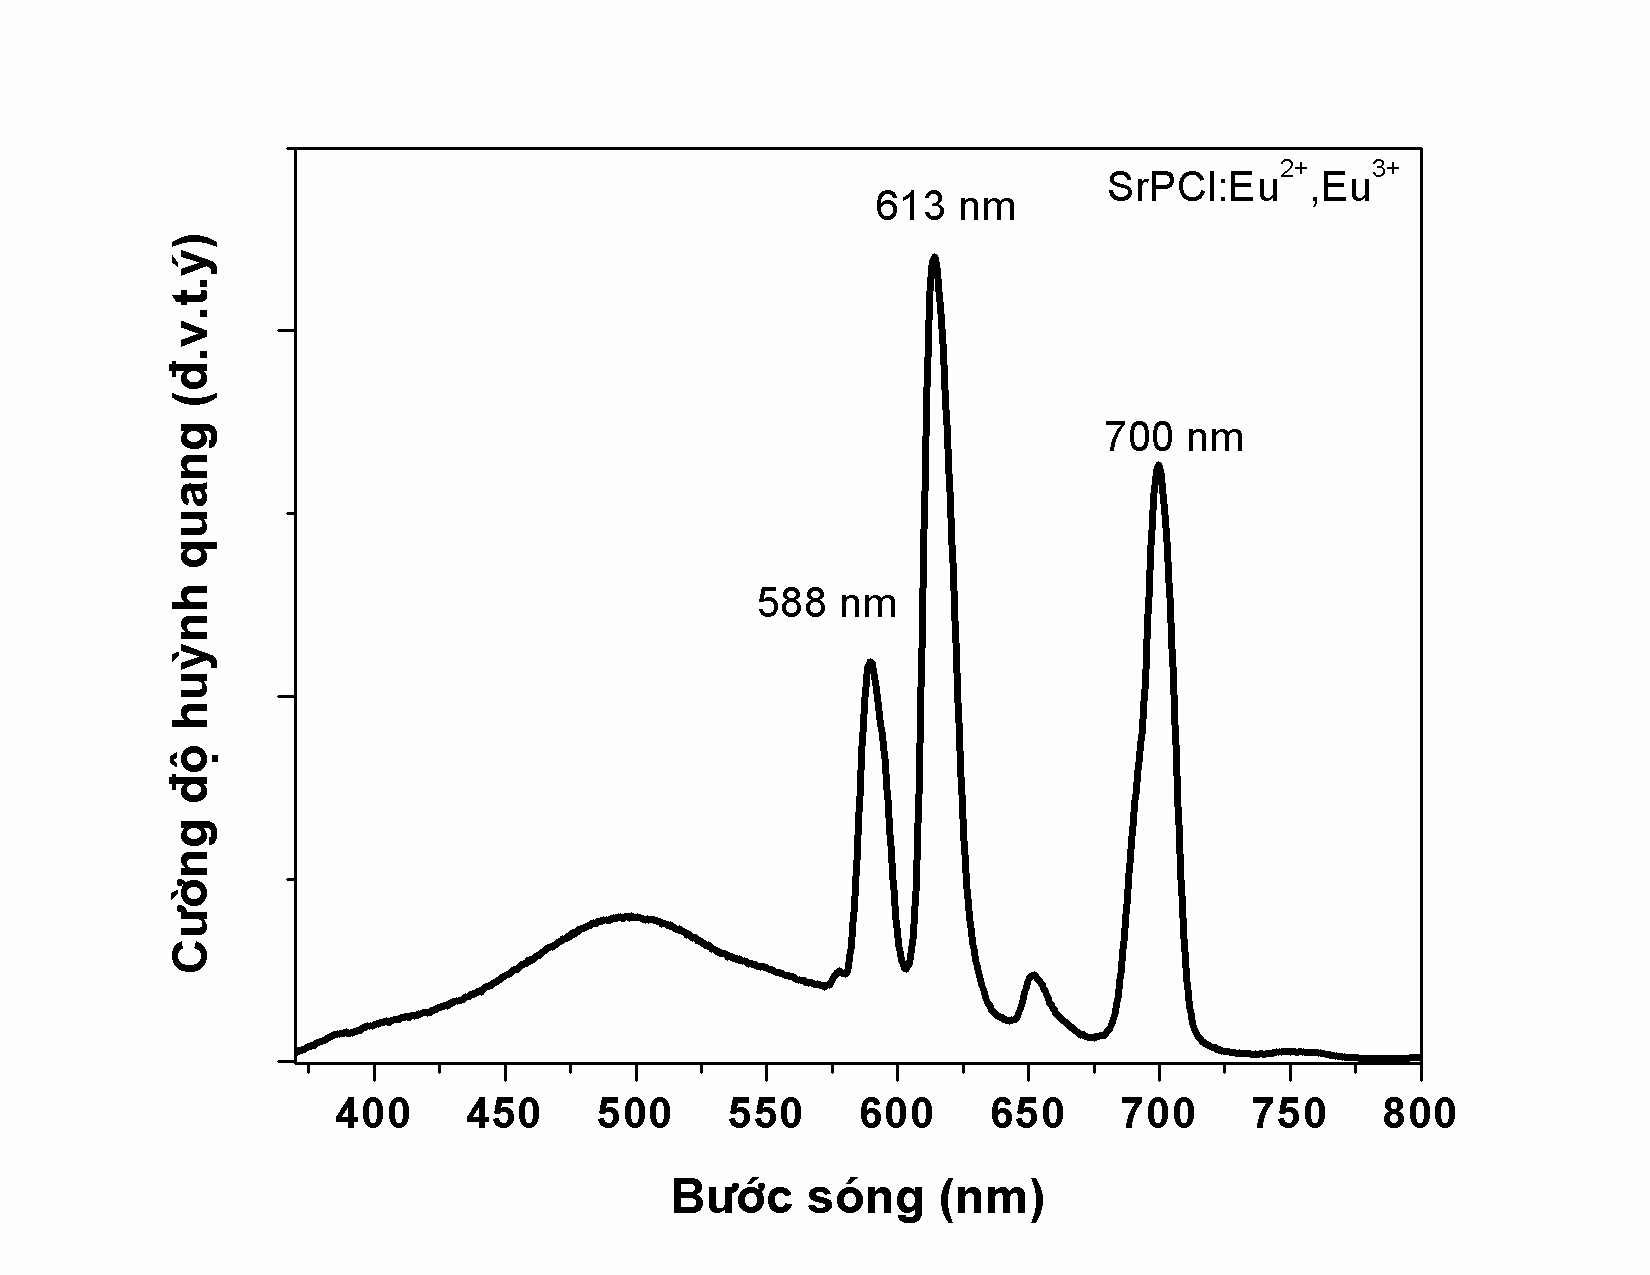 SrPCl:Eu²⁺,Eu³⁺
613 nm
700 nm
588 nm
Cường độ huỳnh quang (đ.v.t.ý)
400 450 500 550 600 650 700 750 800
Bước sóng (nm)